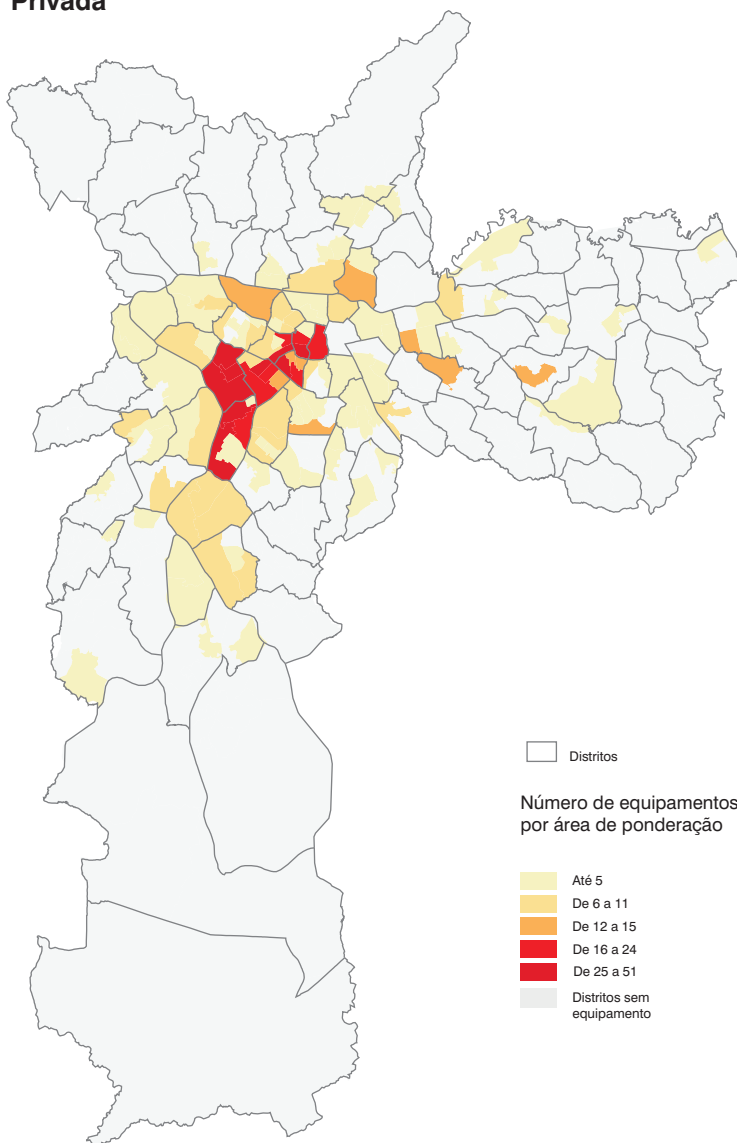 Privada
Distritos
Número de equipamentos
por área de ponderação
Até 5
De 6 a 11
De 12 a 15
De 16 a 24
De 25 a 51
Distritos sem
equipamento